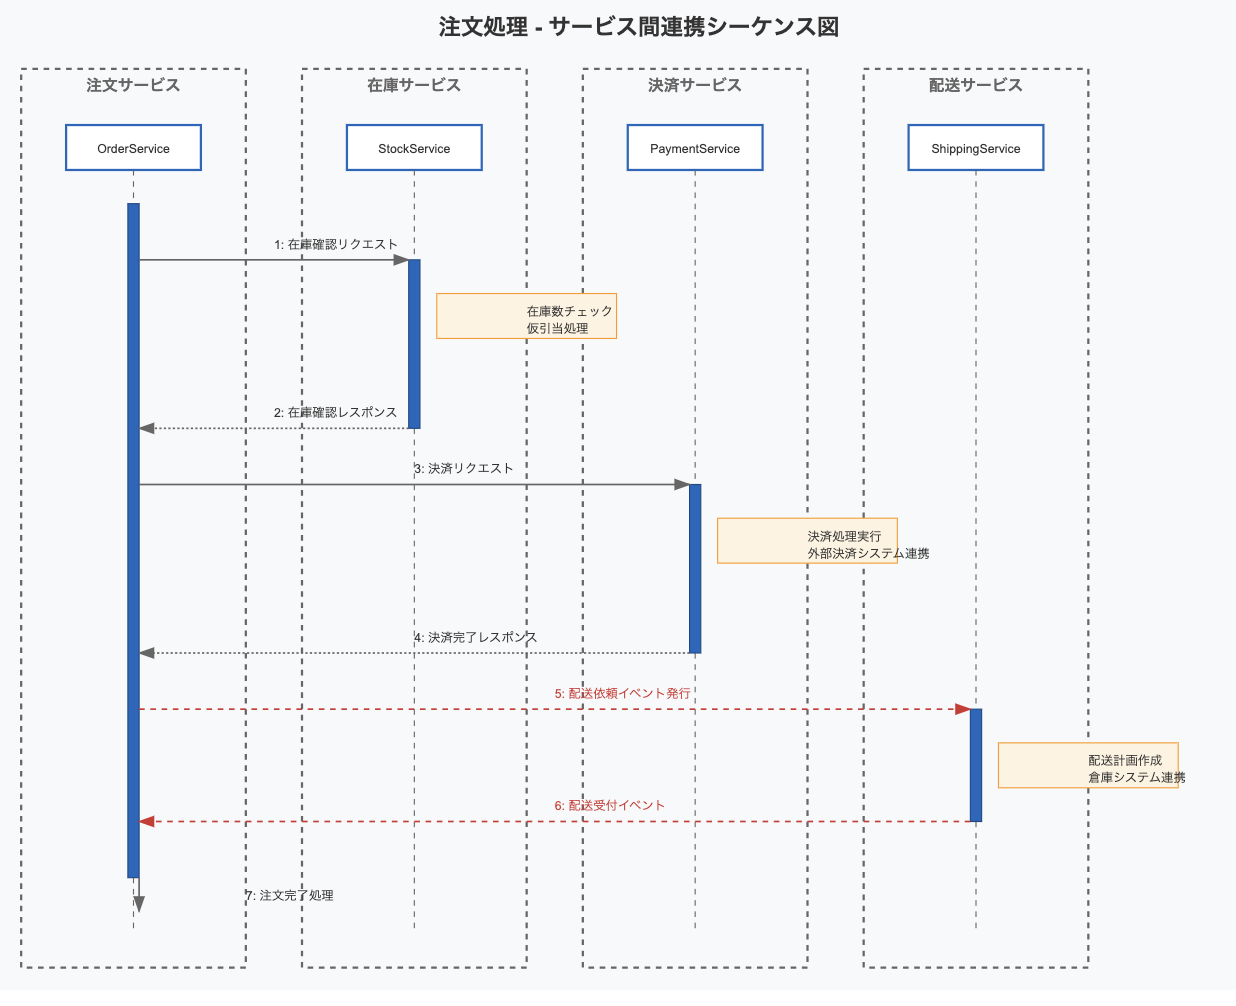 注文処理 - サービス間連携シーケンス図
注文サービス
在庫サービス
決済サービス
配送サービス
OrderService
StockService
PaymentService
ShippingService
1: 在庫確認リクエスト
在庫数チェック
仮引当処理
2: 在庫確認レスポンス
3: 決済リクエスト
決済処理実行
外部決済システム連携
4: 決済完了レスポンス
5: 配送依頼イベント発行
配送計画作成
倉庫システム連携
6: 配送受付イベント
7: 注文完了処理